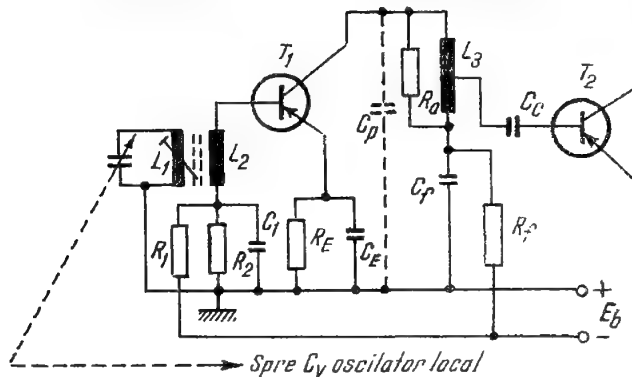 T1
L3
T2
Ra
Cc
Cp
L1
L2
Cf
Rf
R1
R2
C1
RE
CE
+
Eb
-
Spre Cv oscilator local